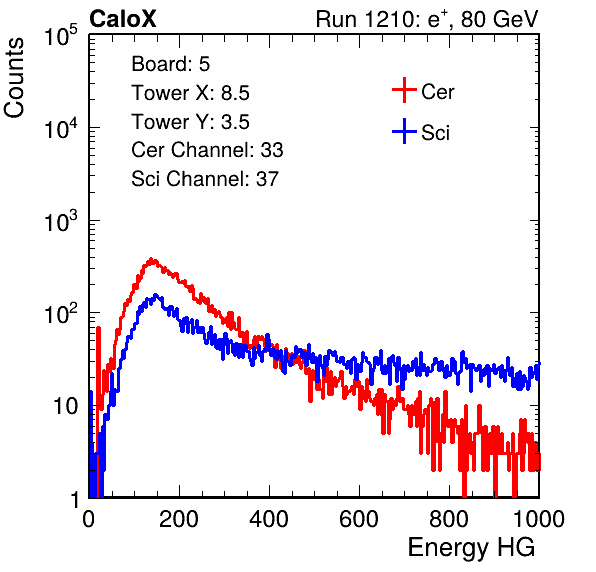 CaloX Run 1210: e⁺, 80 GeV
Counts
10⁵
10⁴
10³
10²
10
1
Board: 5
Tower X: 8.5
Tower Y: 3.5
Cer Channel: 33
Sci Channel: 37
Cer
Sci
0 200 400 600 800 1000
Energy HG